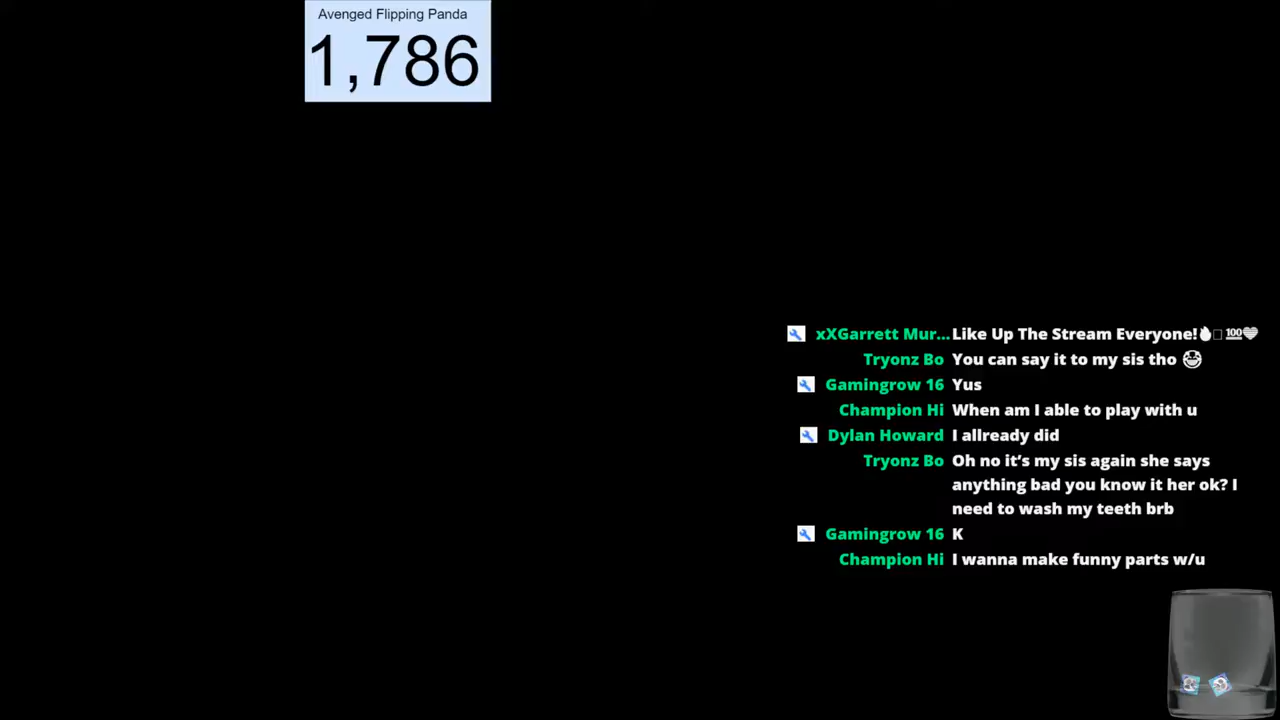 Avenged Flipping Panda
1,786
xXGarrett Mur... Like Up The Stream Everyone!🔥□💯❤
Tryonz Bo You can say it to my sis tho 😂
Gamingrow 16 Yus
Champion Hi When am I able to play with u
Dylan Howard I allready did
Tryonz Bo Oh no it’s my sis again she says
anything bad you know it her ok? I
need to wash my teeth brb
Gamingrow 16 K
Champion Hi I wanna make funny parts w/u